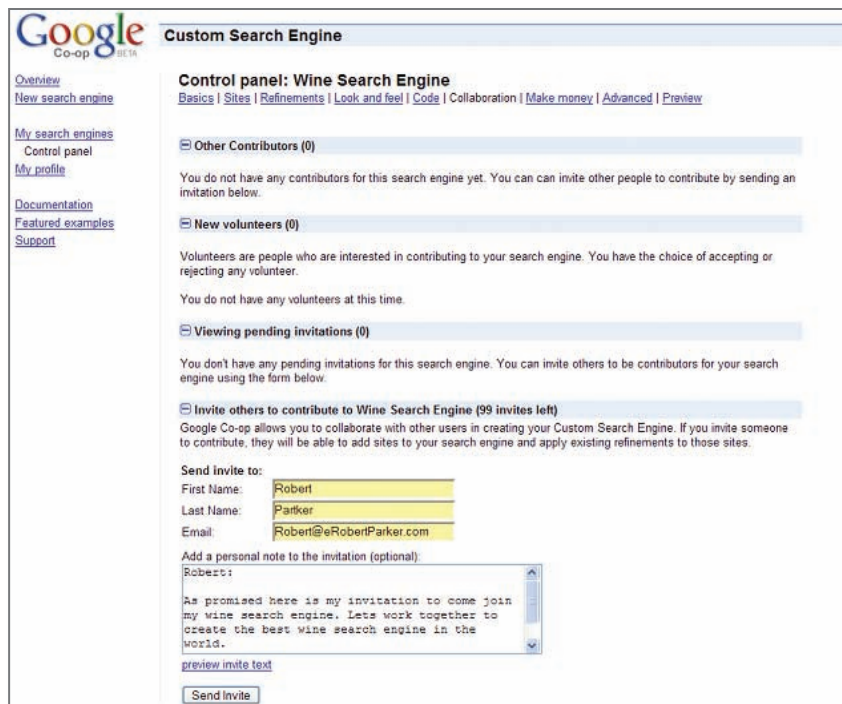 Google
Co-op BETA
Custom Search Engine
Overview
New search engine
My search engines
Control panel
My profile
Documentation
Featured examples
Support
Control panel: Wine Search Engine
Basics | Sites | Refinements | Look and feel | Code | Collaboration | Make money | Advanced | Preview
Other Contributors (0)
You do not have any contributors for this search engine yet. You can can invite other people to contribute by sending an
invitation below.
New volunteers (0)
Volunteers are people who are interested in contributing to your search engine. You have the choice of accepting or
rejecting any volunteer.
You do not have any volunteers at this time.
Viewing pending invitations (0)
You don't have any pending invitations for this search engine. You can invite others to be contributors for your search
engine using the form below.
Invite others to contribute to Wine Search Engine (99 invites left)
Google Co-op allows you to collaborate with other users in creating your Custom Search Engine. If you invite someone
to contribute, they will be able to add sites to your search engine and apply existing refinements to those sites.
Send invite to:
First Name: Robert
Last Name: Partker
Email: Robert@eRobertParker.com
Add a personal note to the invitation (optional):
Robert:
As promised here is my invitation to come join
my wine search engine. Lets work together to
create the best wine search engine in the
world.
preview invite text
Send Invite